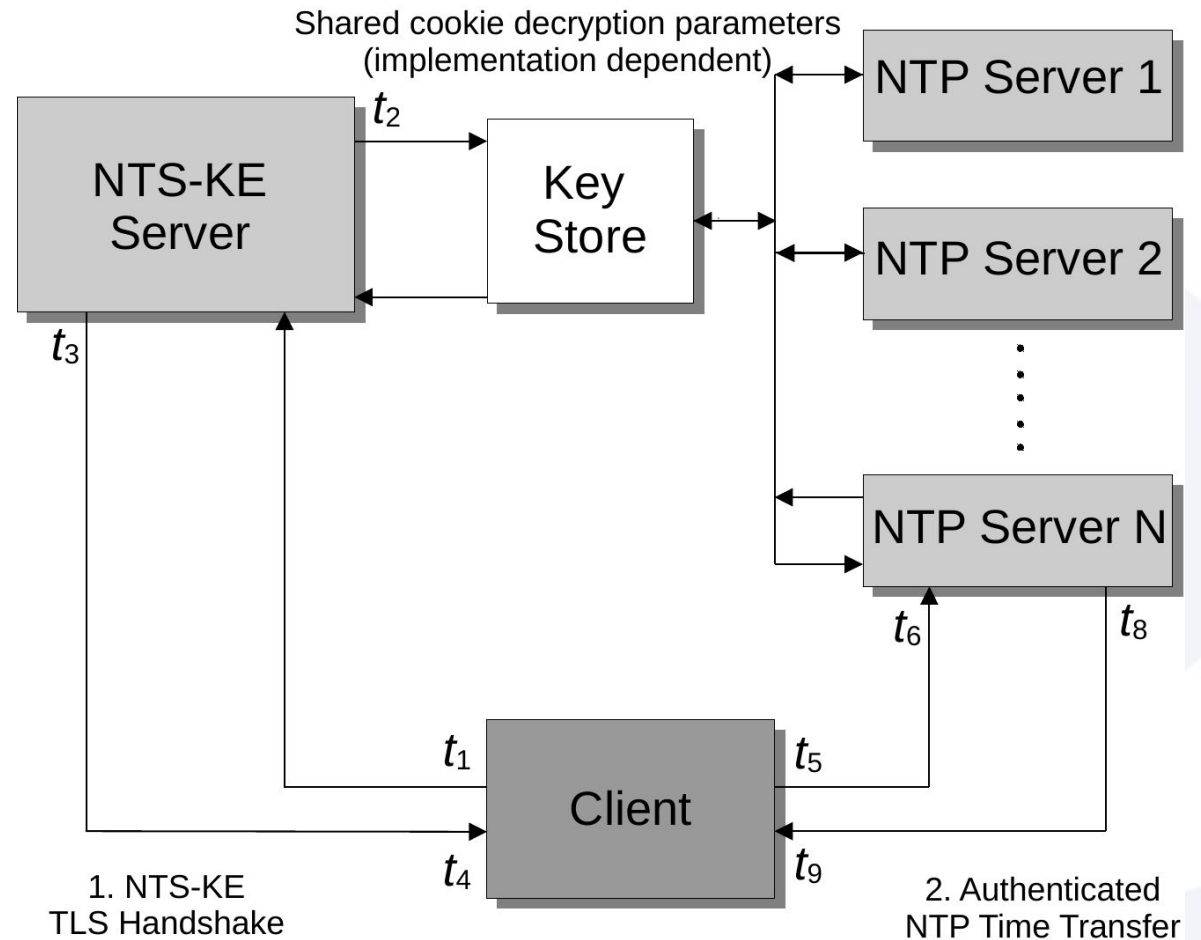 Shared cookie decryption parameters
(implementation dependent)
NTP Server 1
t2
NTS-KE
Server
Key
Store
NTP Server 2
t3
NTP Server N
t6
t8
t1
t5
Client
t4
t9
1. NTS-KE
TLS Handshake
2. Authenticated
NTP Time Transfer